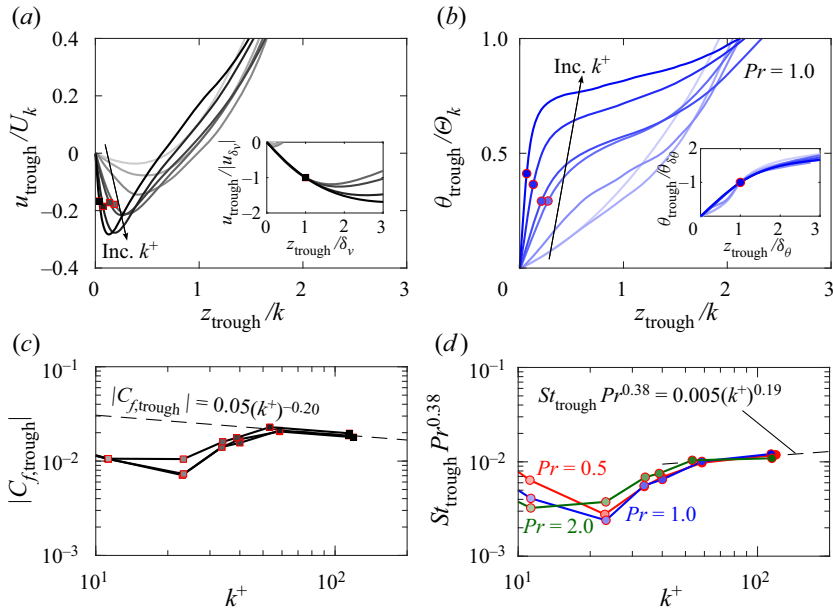 (a)
0.4
0.2
0
–0.2
–0.4
u_trough/U_k
Inc. k^+
0
1
2
3
z_trough/k
0
–1
–2
u_trough/|u_δν|
0
1
2
3
z_trough/δ_ν
(b)
1.0
0.5
0
θ_trough/Θ_k
Inc. k^+
Pr = 1.0
0
1
2
3
z_trough/k
2
–1
0
θ_trough/θ_δθ
0
1
2
3
z_trough/δ_θ
(c)
10^–1
10^–2
10^–3
|C_f,trough|
|C_f,trough| = 0.05(k^+)^–0.20
10^1
10^2
k^+
(d)
10^–1
10^–2
10^–3
St_trough Pr^0.38
St_trough Pr^0.38 = 0.005(k^+)^0.19
Pr = 0.5
Pr = 1.0
Pr = 2.0
10^1
10^2
k^+